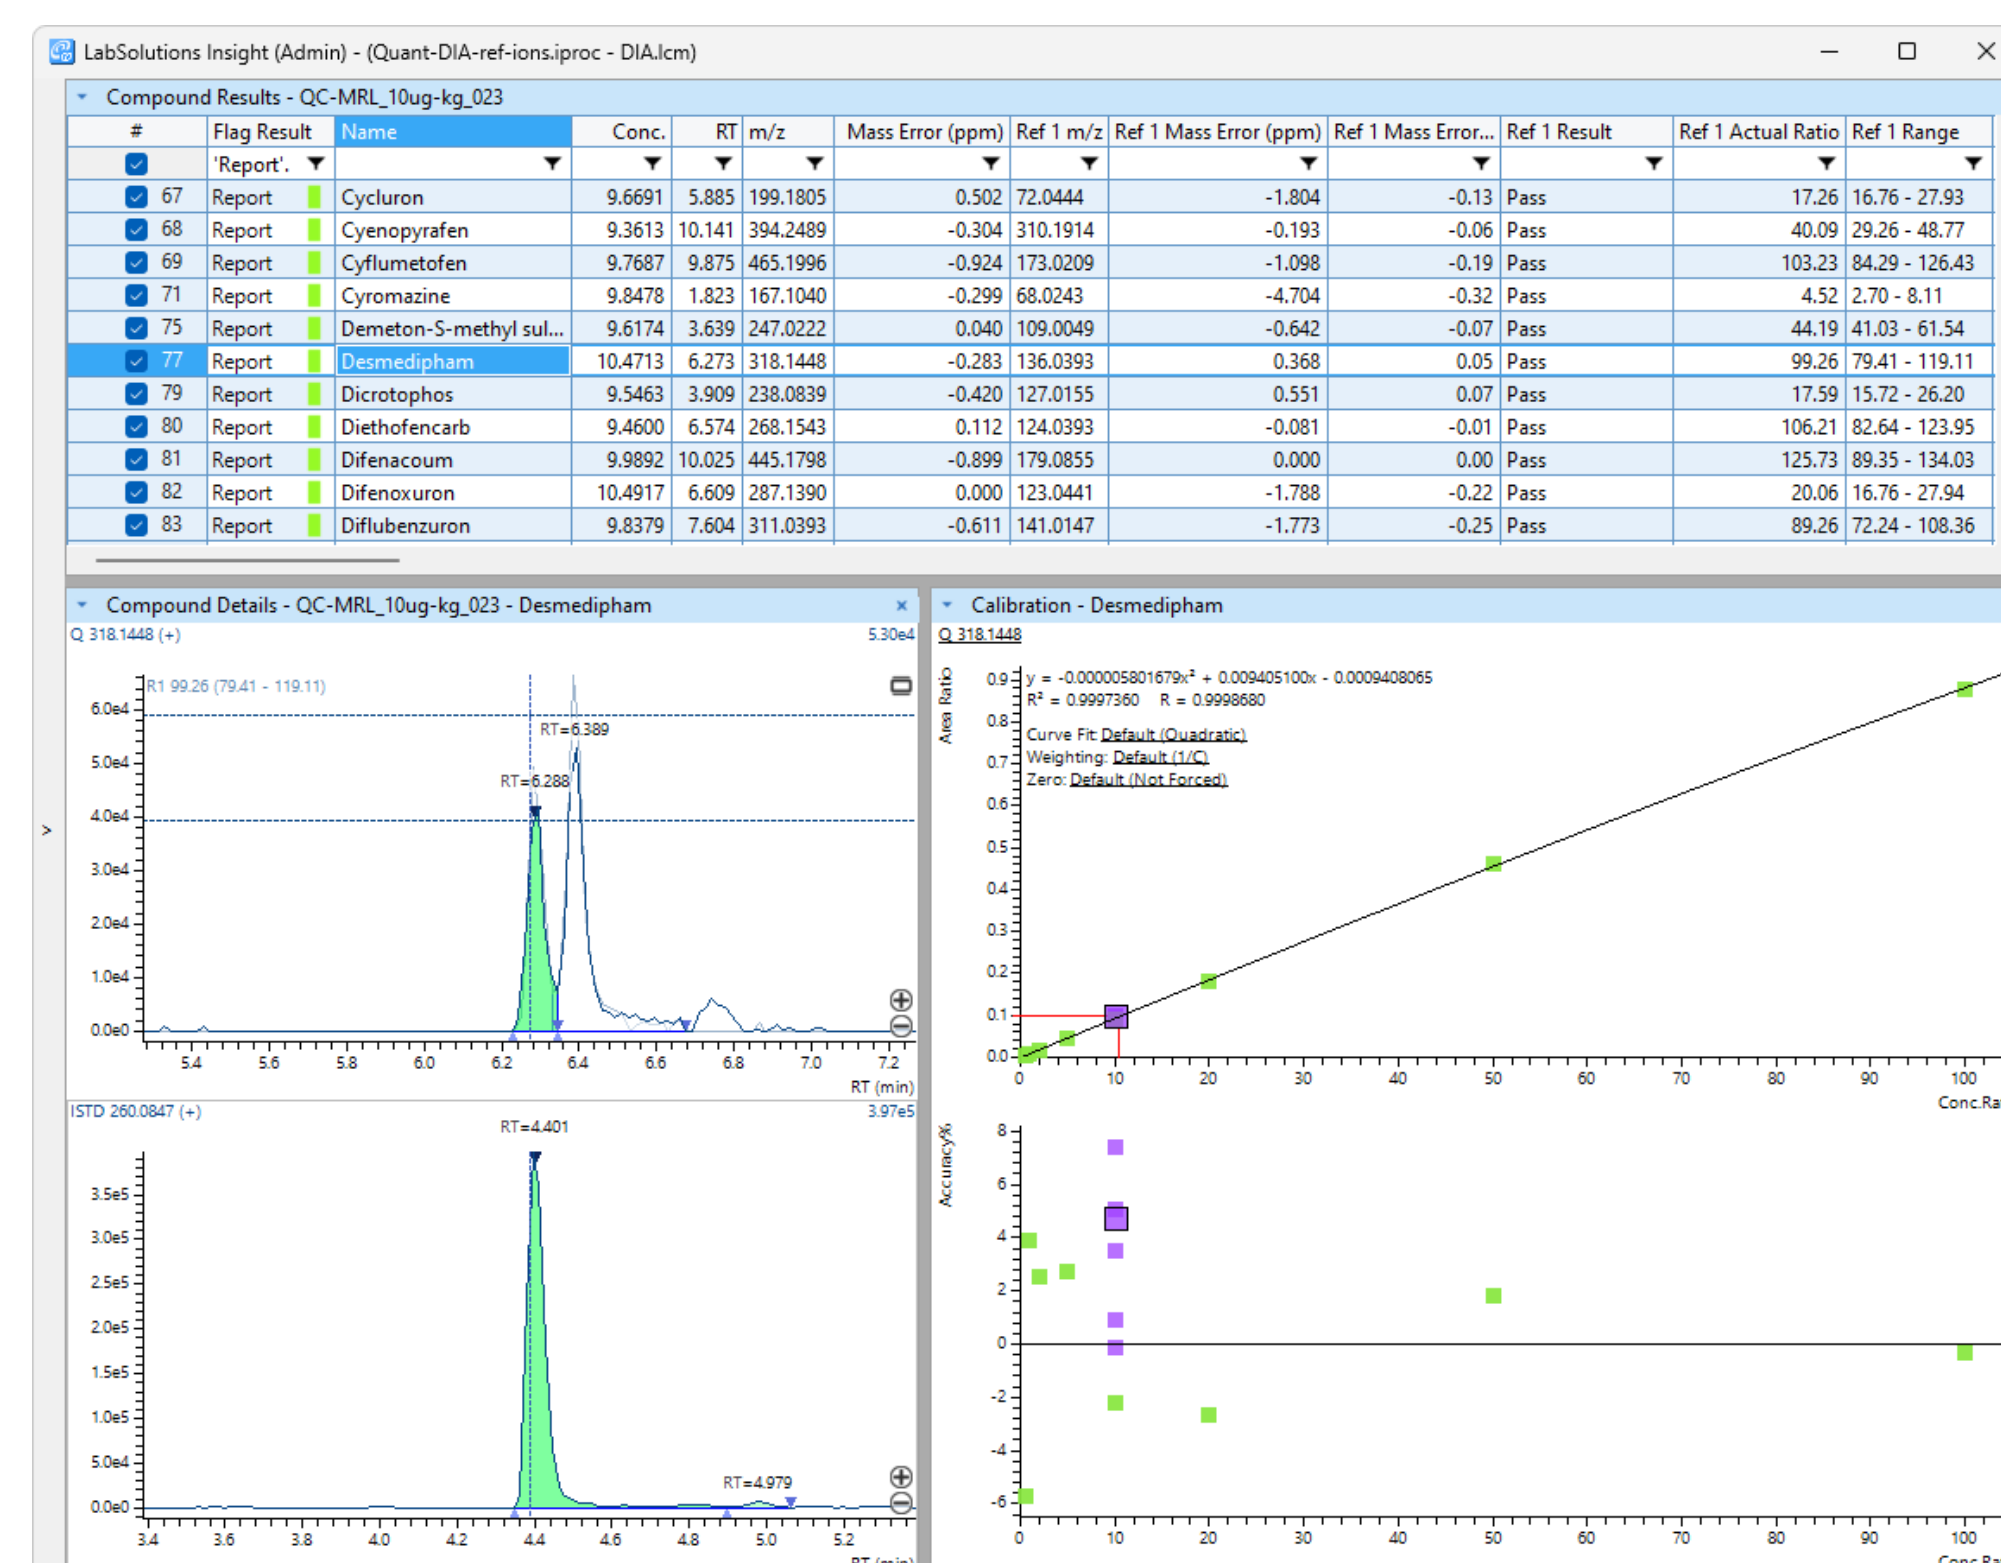 LabSolutions Insight (Admin) - (Quant-DIA-ref-ions.iproc - DIA.lcm)
Compound Results - QC-MRL_10ug-kg_023
# Flag Result Name Conc. RT m/z Mass Error (ppm) Ref 1 m/z Ref 1 Mass Error (ppm) Ref 1 Mass Error... Ref 1 Result Ref 1 Actual Ratio Ref 1 Range
'Report'.
67 Report Cycluron 9.6691 5.885 199.1805 0.502 72.0444 -1.804 -0.13 Pass 17.26 16.76 - 27.93
68 Report Cyenopyrafen 9.3613 10.141 394.2489 -0.304 310.1914 -0.193 -0.06 Pass 40.09 29.26 - 48.77
69 Report Cyflumetofen 9.7687 9.875 465.1996 -0.924 173.0209 -1.098 -0.19 Pass 103.23 84.29 - 126.43
71 Report Cyromazine 9.8478 1.823 167.1040 -0.299 68.0243 -4.704 -0.32 Pass 4.52 2.70 - 8.11
75 Report Demeton-S-methyl sul... 9.6174 3.639 247.0222 0.040 109.0049 -0.642 -0.07 Pass 44.19 41.03 - 61.54
77 Report Desmedipham 10.4713 6.273 318.1448 -0.283 136.0393 0.368 0.05 Pass 99.26 79.41 - 119.11
79 Report Dicrotophos 9.5463 3.909 238.0839 -0.420 127.0155 0.551 0.07 Pass 17.59 15.72 - 26.20
80 Report Diethofencarb 9.4600 6.574 268.1543 0.112 124.0393 -0.081 -0.01 Pass 106.21 82.64 - 123.95
81 Report Difenacoum 9.9892 10.025 445.1798 -0.899 179.0855 0.000 0.00 Pass 125.73 89.35 - 134.03
82 Report Difenoxuron 10.4917 6.609 287.1390 0.000 123.0441 -1.788 -0.22 Pass 20.06 16.76 - 27.94
83 Report Diflubenzuron 9.8379 7.604 311.0393 -0.611 141.0147 -1.773 -0.25 Pass 89.26 72.24 - 108.36
Compound Details - QC-MRL_10ug-kg_023 - Desmedipham
Q 318.1448 (+) 5.30e4
R1 99.26 (79.41 - 119.11)
6.0e4
RT=6.389
5.0e4
RT=6.288
4.0e4
3.0e4
2.0e4
1.0e4
0.0e0
5.4 5.6 5.8 6.0 6.2 6.4 6.6 6.8 7.0 7.2
RT (min)
ISTD 260.0847 (+) 3.97e5
RT=4.401
3.5e5
3.0e5
2.5e5
2.0e5
1.5e5
1.0e5
5.0e4
RT=4.979
0.0e0
3.4 3.6 3.8 4.0 4.2 4.4 4.6 4.8 5.0 5.2
RT (min)
Calibration - Desmedipham
Q 318.1448
Area Ratio
y = -0.000005801679x² + 0.009405100x - 0.0009408065
R² = 0.9997360 R = 0.9998680
Curve Fit: Default (Quadratic)
Weighting: Default (1/C)
Zero: Default (Not Forced)
0.9
0.8
0.7
0.6
0.5
0.4
0.3
0.2
0.1
0.0
0 10 20 30 40 50 60 70 80 90 100
Conc.Ra
Accuracy%
8
6
4
2
0
-2
-4
-6
0 10 20 30 40 50 60 70 80 90 100
Conc.Ra